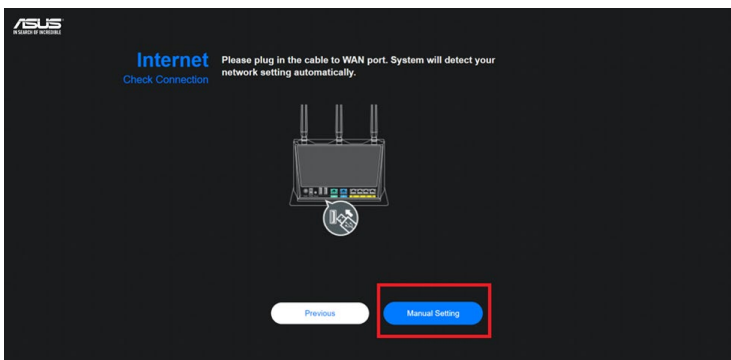 ASUS
IN SEARCH OF INCREDIBLE
Internet
Check Connection
Please plug in the cable to WAN port. System will detect your
network setting automatically.
Previous
Manual Setting